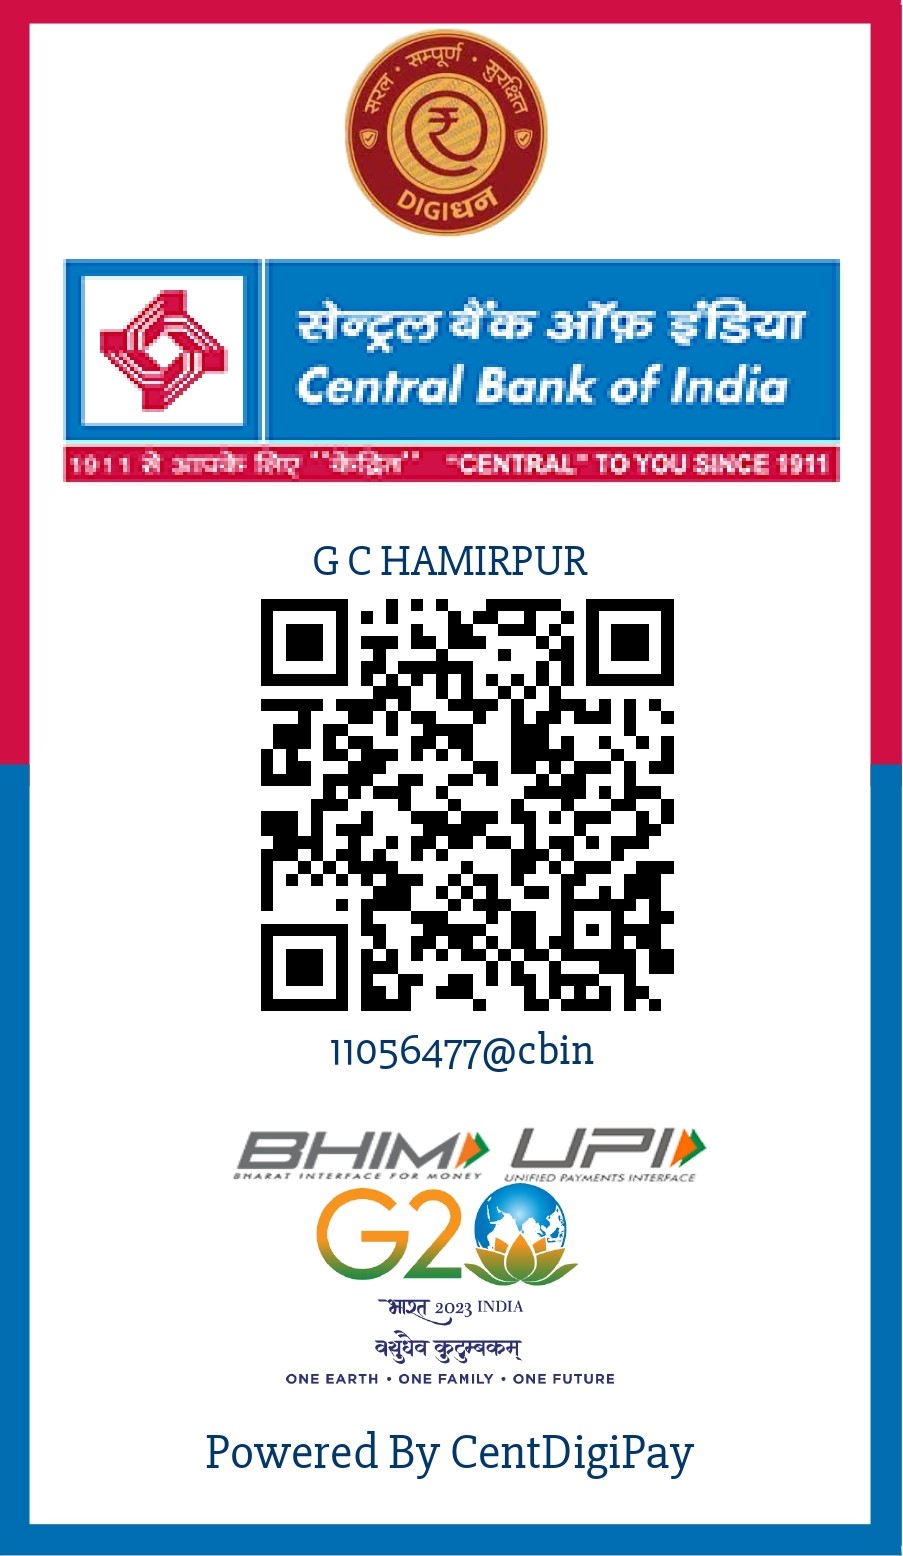 सरल • सम्पूर्ण • सुरक्षित
DIGIधन
सेन्ट्रल बैंक ऑफ़ इंडिया
Central Bank of India
1911 से आपके लिए "केंद्रित" "CENTRAL" TO YOU SINCE 1911
G C HAMIRPUR
11056477@cbin
BHIM UPI
BHARAT INTERFACE FOR MONEY UNIFIED PAYMENTS INTERFACE
G20
भारत 2023 INDIA
वसुधैव कुटुम्बकम्
ONE EARTH • ONE FAMILY • ONE FUTURE
Powered By CentDigiPay